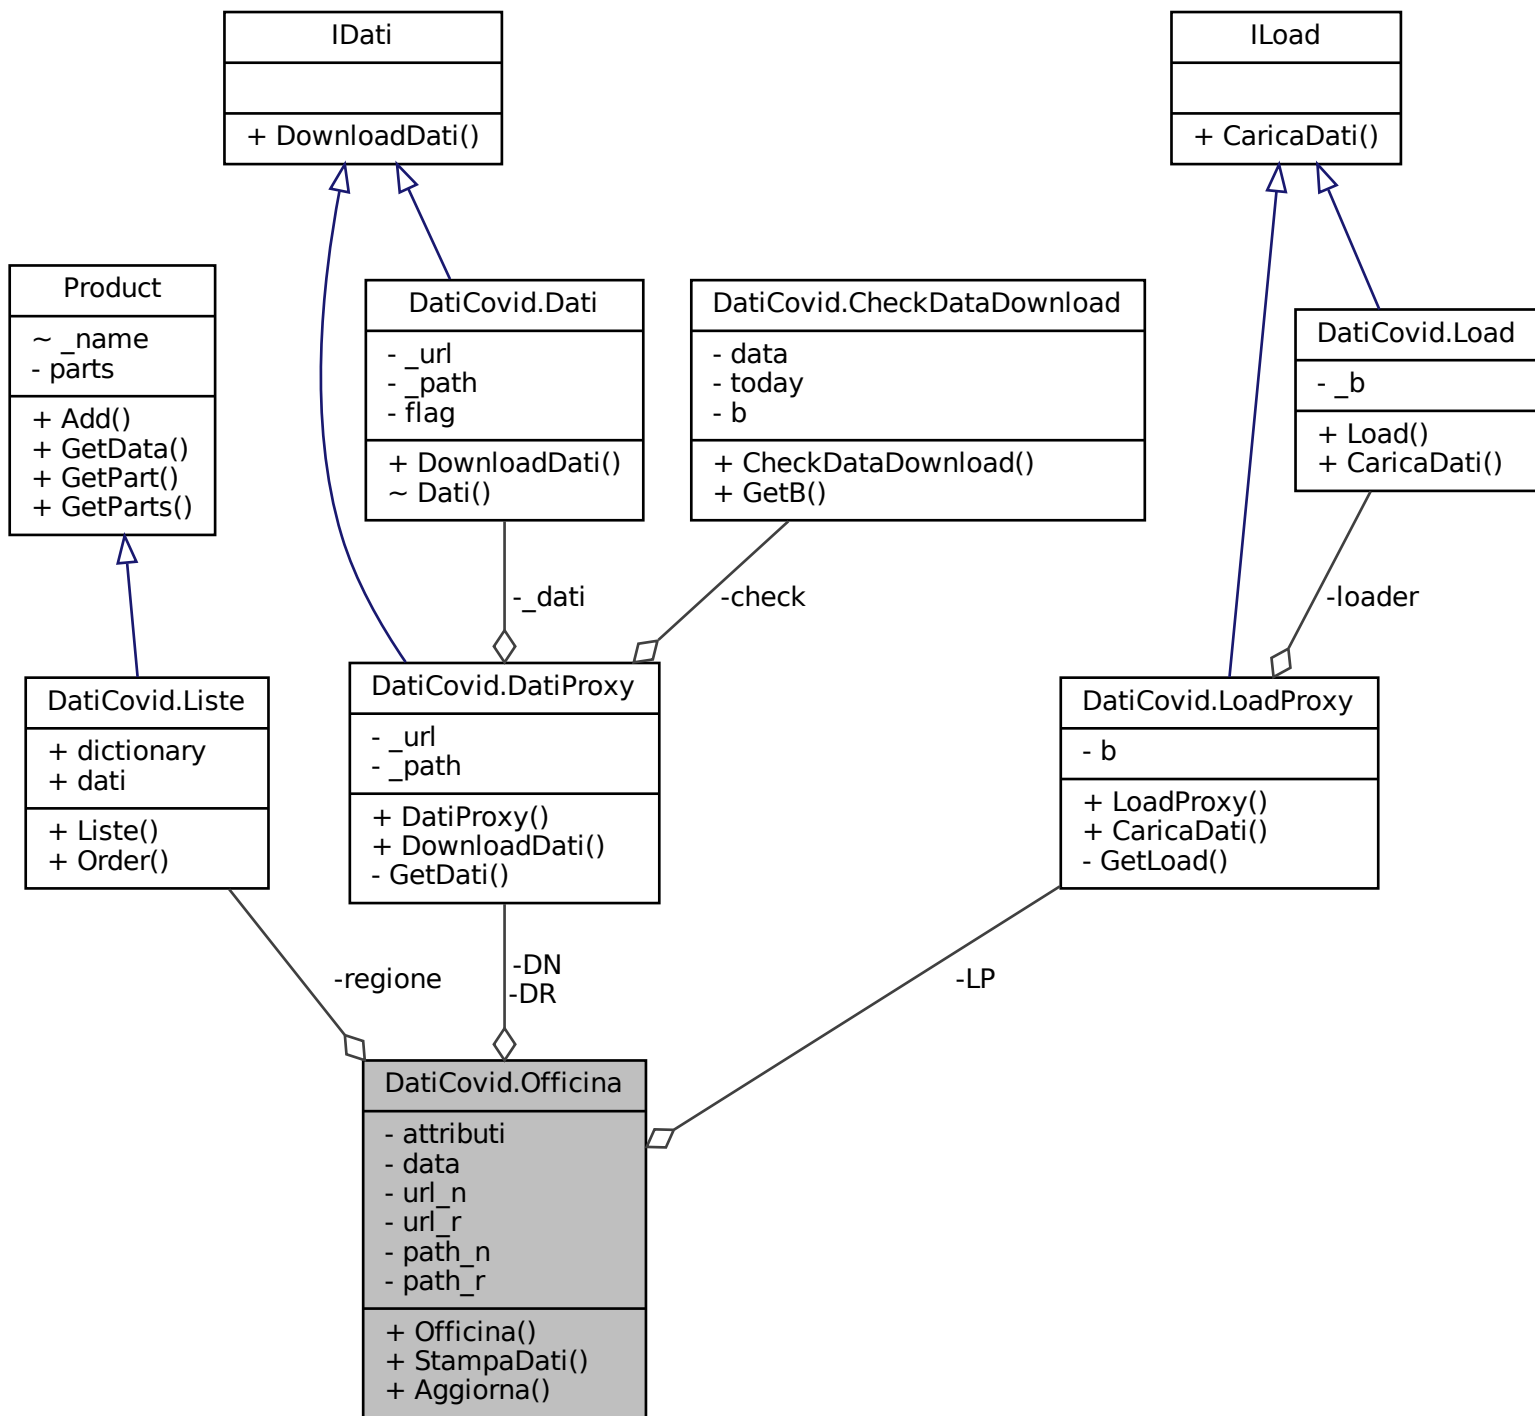 IDati
+ DownloadDati()
ILoad
+ CaricaDati()
Product
~ _name
- parts
+ Add()
+ GetData()
+ GetPart()
+ GetParts()
DatiCovid.Dati
- _url
- _path
- flag
+ DownloadDati()
~ Dati()
DatiCovid.CheckDataDownload
- data
- today
- b
+ CheckDataDownload()
+ GetB()
DatiCovid.Load
- _b
+ Load()
+ CaricaDati()
-_dati
-check
-loader
DatiCovid.Liste
+ dictionary
+ dati
+ Liste()
+ Order()
DatiCovid.DatiProxy
- _url
- _path
+ DatiProxy()
+ DownloadDati()
- GetDati()
DatiCovid.LoadProxy
- b
+ LoadProxy()
+ CaricaDati()
- GetLoad()
-regione
-DN
-DR
-LP
DatiCovid.Officina
- attributi
- data
- url_n
- url_r
- path_n
- path_r
+ Officina()
+ StampaDati()
+ Aggiorna()